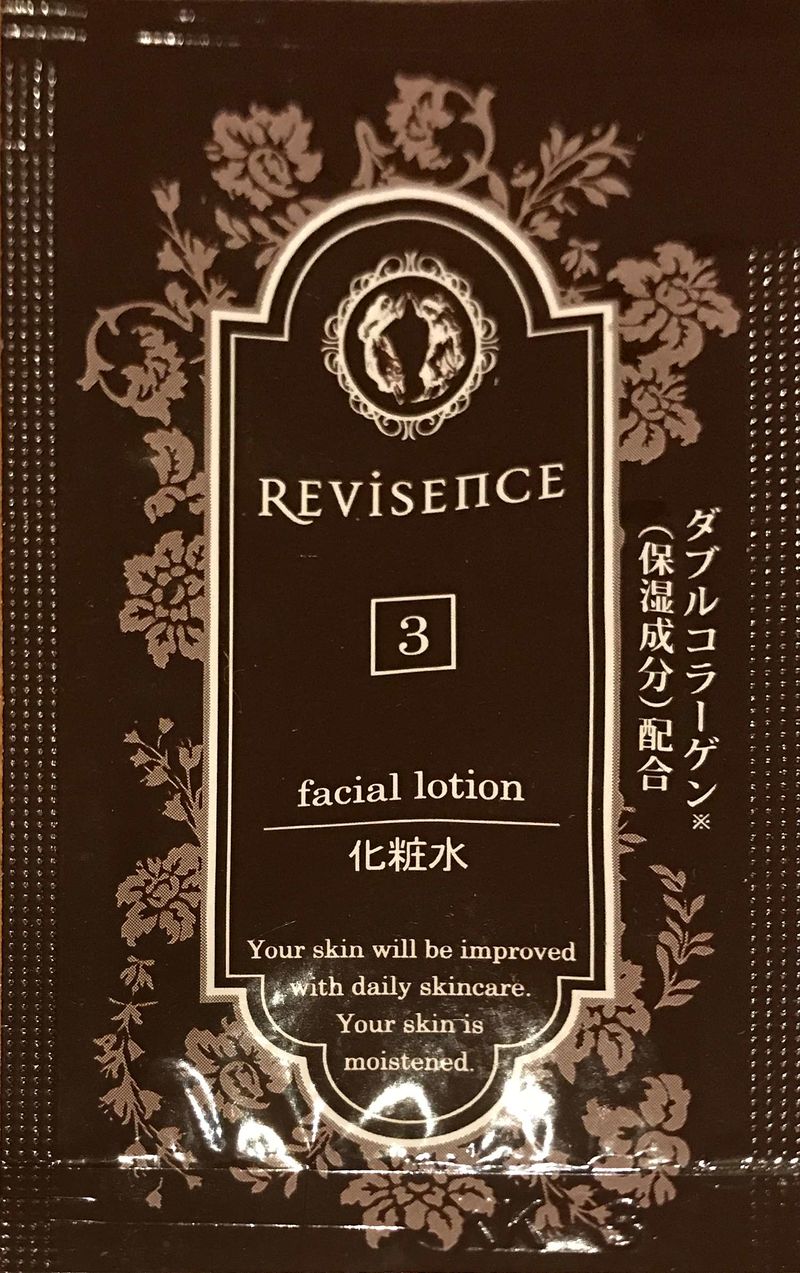 REVISENCE
3
facial lotion
化粧水
Your skin will be improved
with daily skincare.
Your skin is
moistened.
ダブルコラーゲン※
（保湿成分）配合